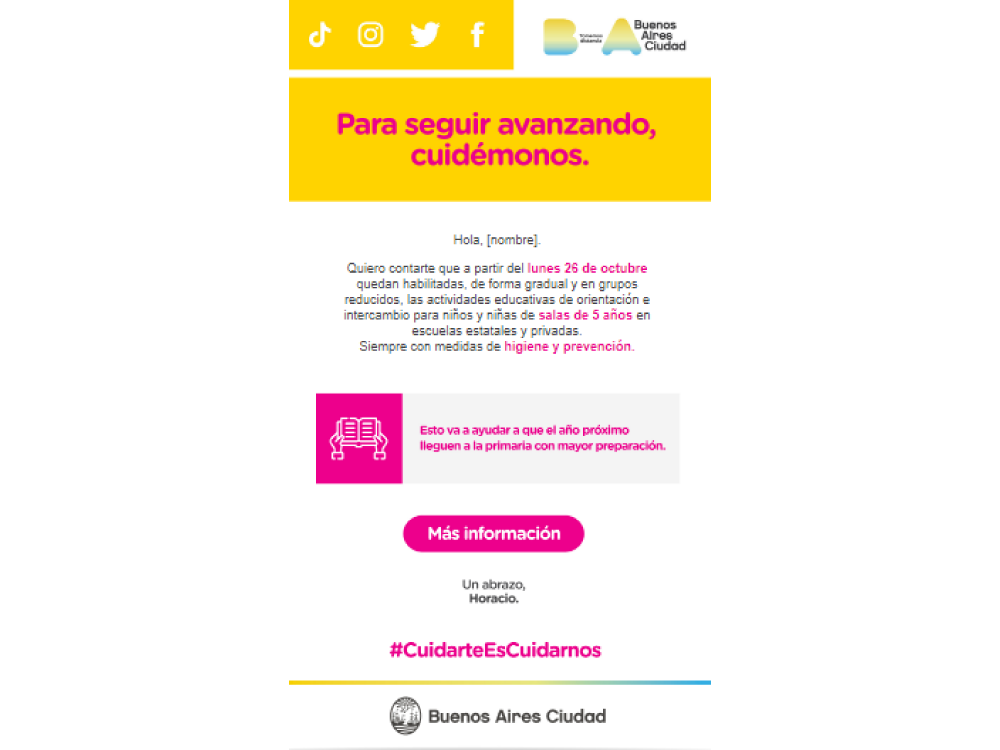 Tomemos
distancia
Buenos
Aires
Ciudad
Para seguir avanzando,
cuidémonos.
Hola, [nombre].
Quiero contarte que a partir del lunes 26 de octubre
quedan habilitadas, de forma gradual y en grupos
reducidos, las actividades educativas de orientación e
intercambio para niños y niñas de salas de 5 años en
escuelas estatales y privadas.
Siempre con medidas de higiene y prevención.
Esto va a ayudar a que el año próximo
lleguen a la primaria con mayor preparación.
Más información
Un abrazo,
Horacio.
#CuidarteEsCuidarnos
Buenos Aires Ciudad